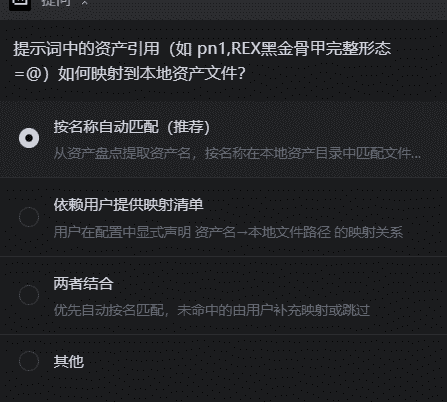 提问
提示词中的资产引用（如 pn1,REX黑金骨甲完整形态
=@）如何映射到本地资产文件？
按名称自动匹配（推荐）
从资产盘点提取资产名，按名称在本地资产目录中匹配文件...
依赖用户提供映射清单
用户在配置中显式声明 资产名→本地文件路径 的映射关系
两者结合
优先自动按名匹配，未命中的由用户补充映射或跳过
其他